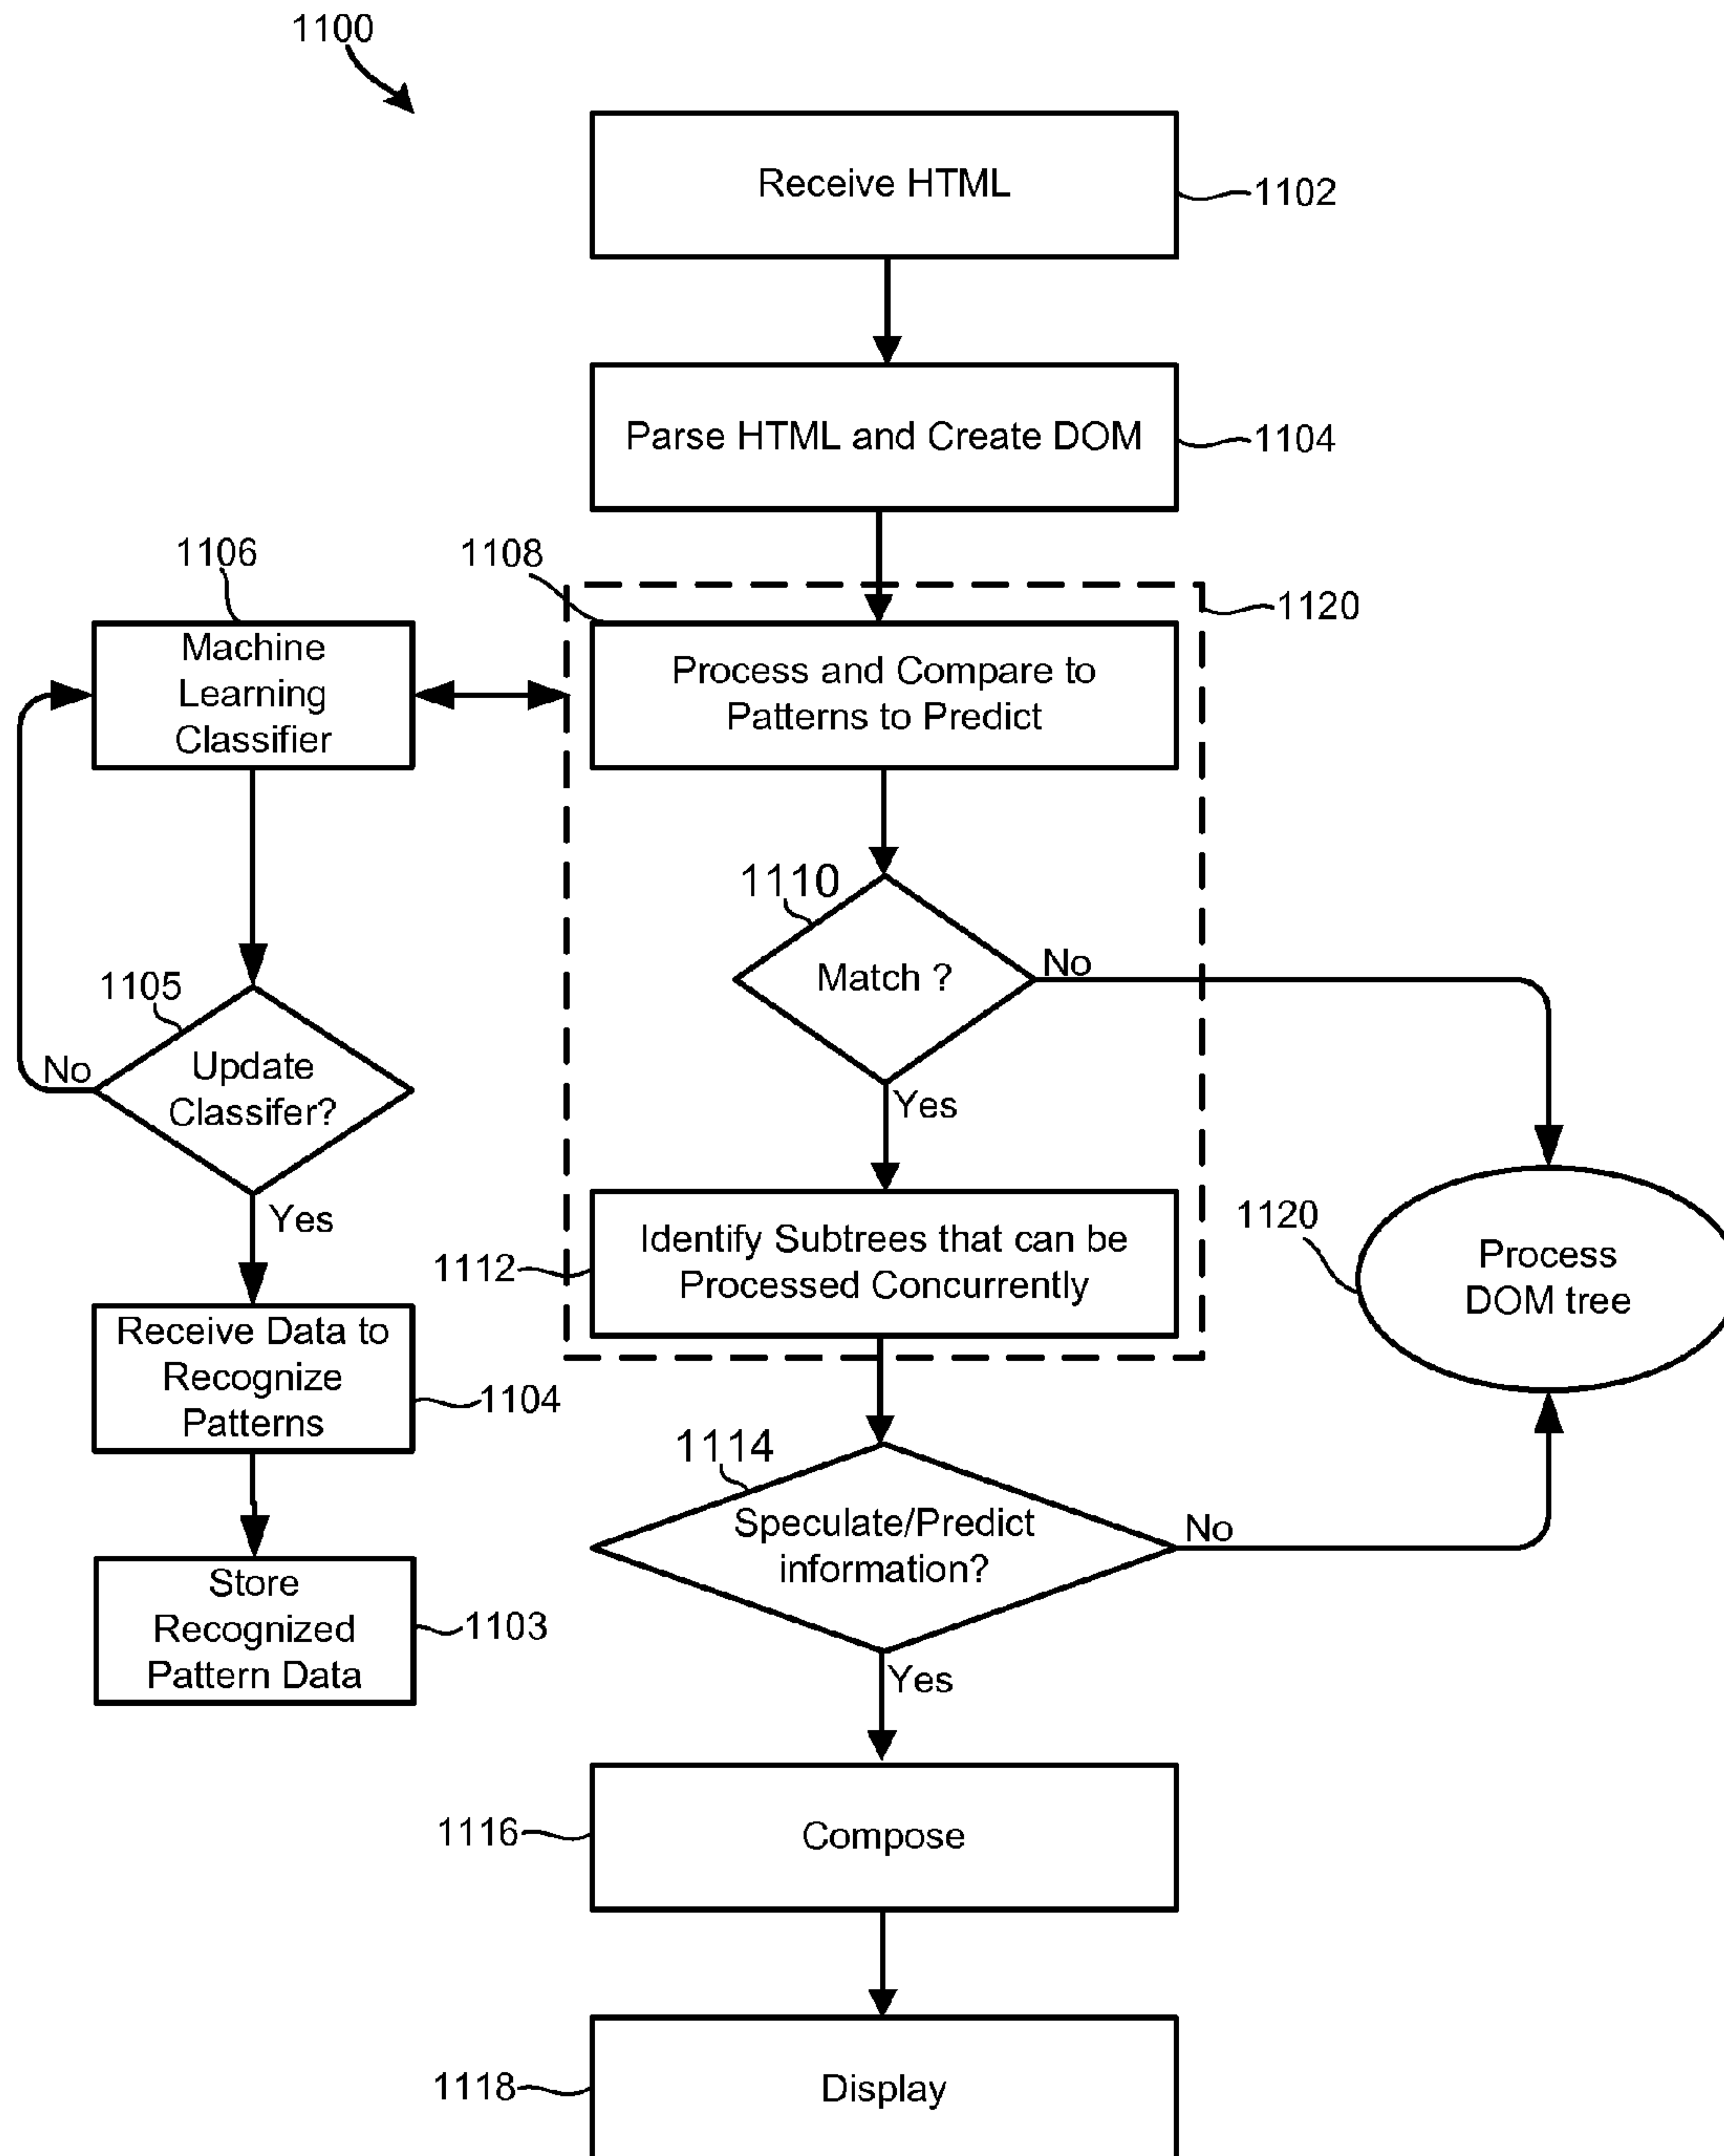 1100
Receive HTML
1102
Parse HTML and Create DOM
1104
1106
1108
1120
Machine
Learning
Classifier
Process and Compare to
Patterns to Predict
1110
Match ?
No
Yes
1105
Update
Classifer?
No
Yes
Identify Subtrees that can be
Processed Concurrently
1112
1120
Process
DOM tree
Receive Data to
Recognize
Patterns
1104
1114
Speculate/Predict
information?
No
Yes
Store
Recognized
Pattern Data
1103
1116
Compose
1118
Display